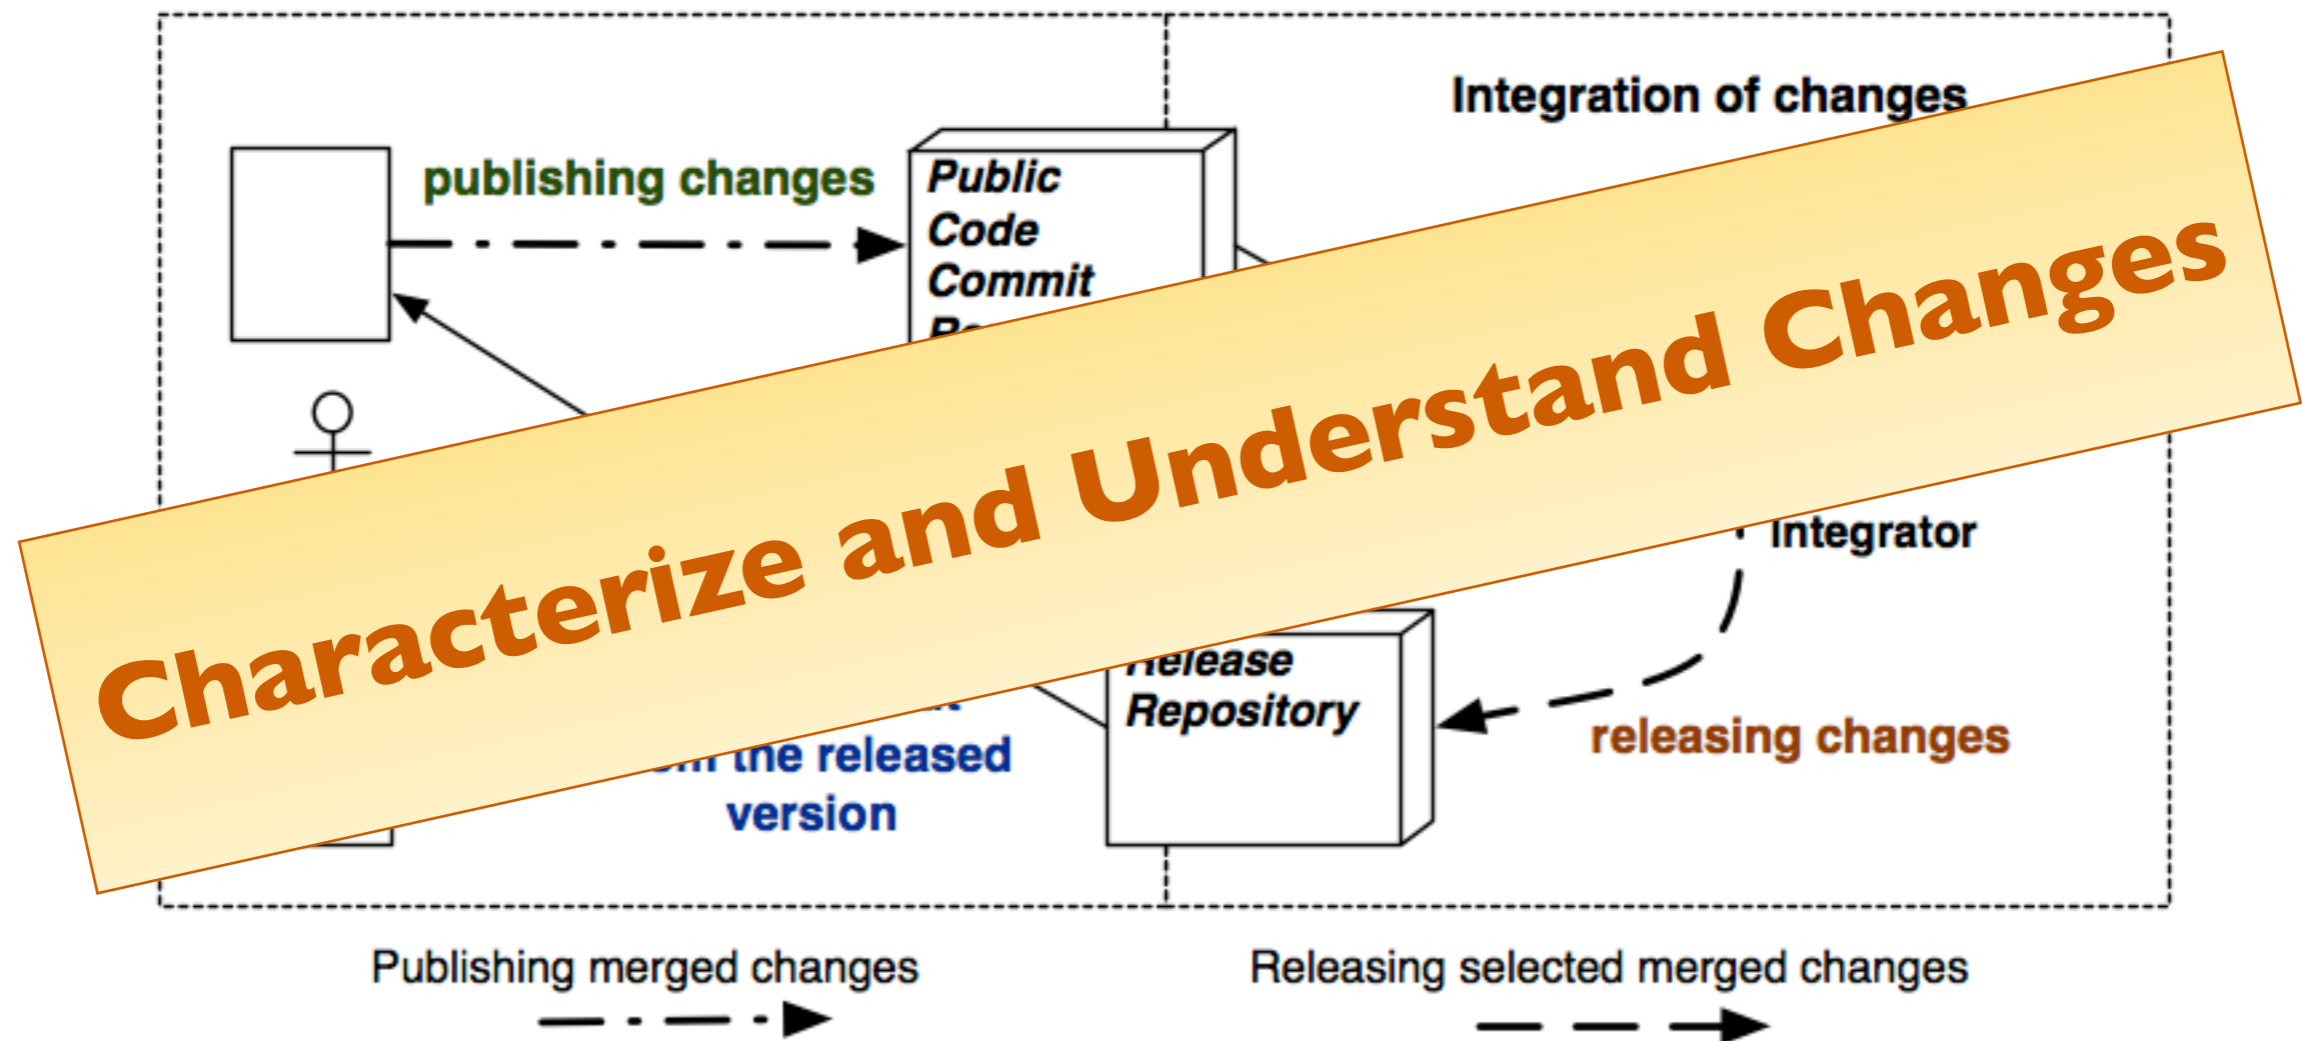 Integration of changes
publishing changes
Public
Code
Commit
Characterize and Understand Changes
Integrator
Release
Repository
the released
version
releasing changes
Publishing merged changes
Releasing selected merged changes